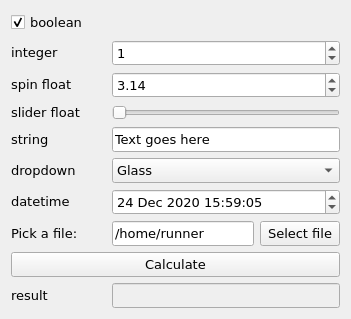 boolean
integer 1
spin float 3.14
slider float
string Text goes here
dropdown Glass
datetime 24 Dec 2020 15:59:05
Pick a file: /home/runner Select file
Calculate
result